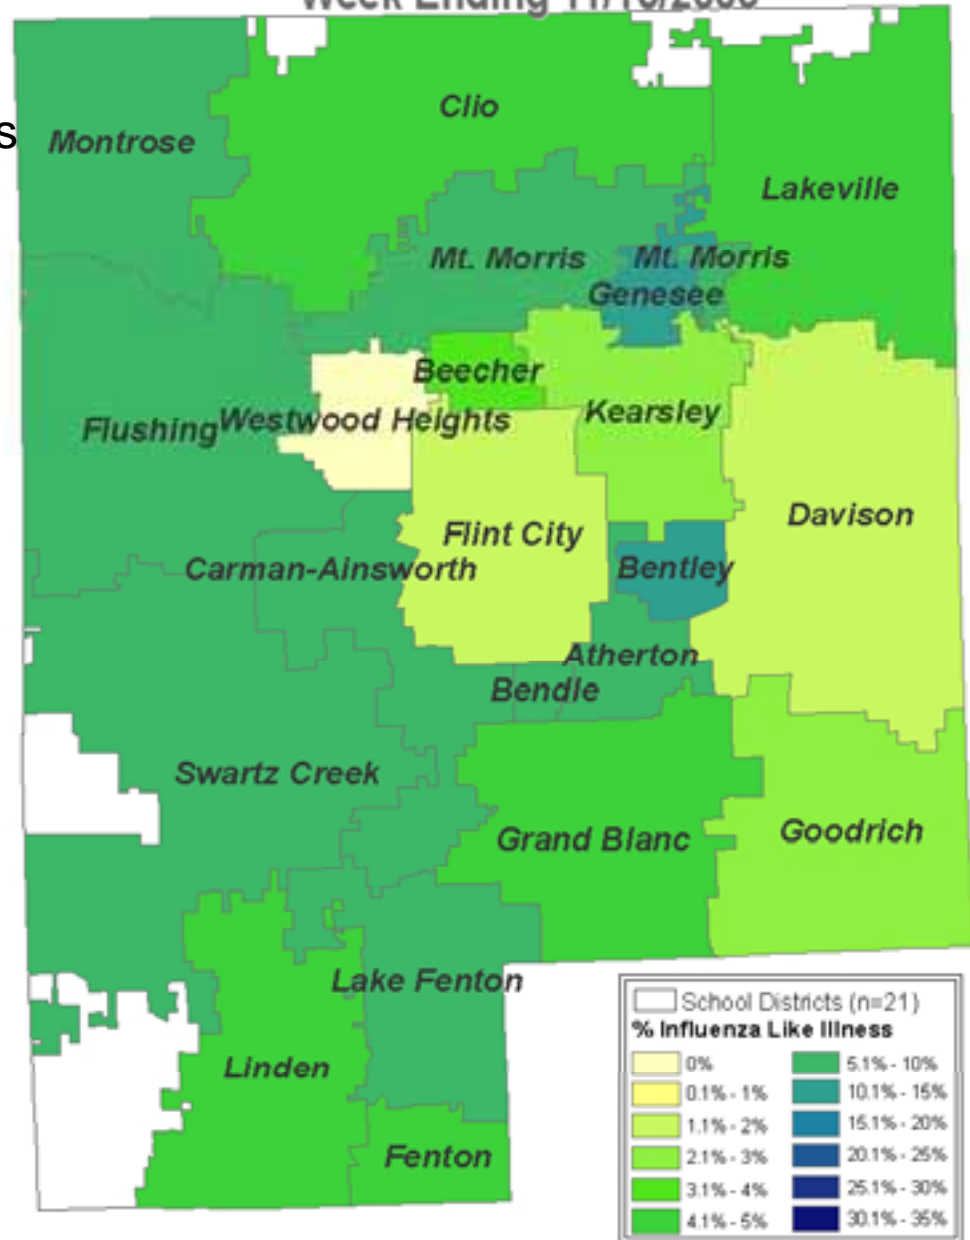 Week Ending
s
Clio
Montrose
Lakeville
Mt. Morris
Mt. Morris
Genesee
Beecher
Kearsley
Westwood Heights
Flushing
Davison
Flint City
Carman-Ainsworth
Bentley
Atherton
Bendle
Swartz Creek
Grand Blanc
Goodrich
Lake Fenton
Linden
Fenton
School Districts (n=21)
% Influenza Like Illness
0%
0.1% - 1%
1.1% - 2%
2.1% - 3%
3.1% - 4%
4.1% - 5%
5.1% - 10%
10.1% - 15%
15.1% - 20%
20.1% - 25%
25.1% - 30%
30.1% - 35%